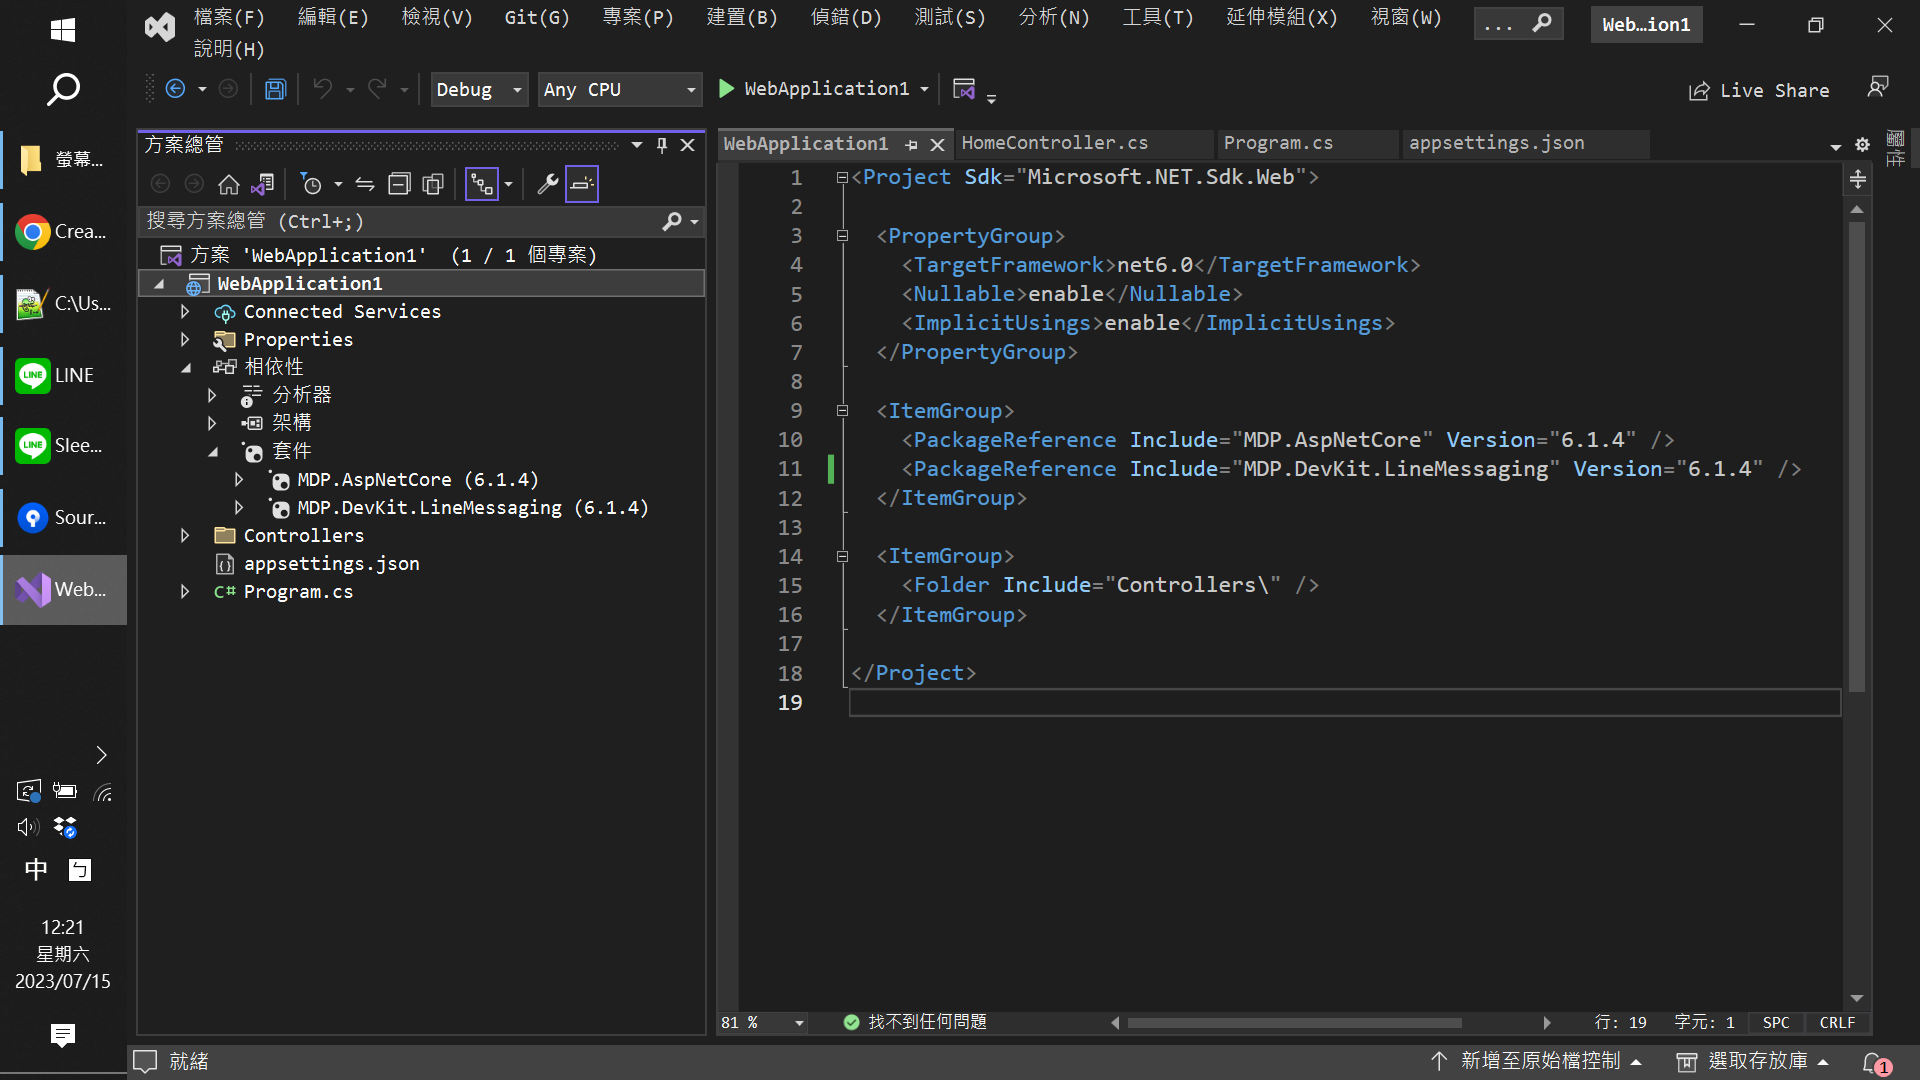 檔案(F) 編輯(E) 檢視(V) Git(G) 專案(P) 建置(B) 偵錯(D) 測試(S) 分析(N) 工具(T) 延伸模組(X) 視窗(W)
說明(H)
...
Web...ion1
Debug
Any CPU
WebApplication1
Live Share
螢幕...
Crea...
C:\Us...
LINE
LINE
LINE
Slee...
Sour...
Web...
中
ㄅ
12:21
星期六
2023/07/15
方案總管
搜尋方案總管 (Ctrl+;)
方案 'WebApplication1' (1 / 1 個專案)
WebApplication1
Connected Services
Properties
相依性
分析器
架構
套件
MDP.AspNetCore (6.1.4)
MDP.DevKit.LineMessaging (6.1.4)
Controllers
appsettings.json
C# Program.cs
WebApplication1
HomeController.cs
Program.cs
appsettings.json
屬性
1 <Project Sdk="Microsoft.NET.Sdk.Web">
2
3 <PropertyGroup>
4 <TargetFramework>net6.0</TargetFramework>
5 <Nullable>enable</Nullable>
6 <ImplicitUsings>enable</ImplicitUsings>
7 </PropertyGroup>
8
9 <ItemGroup>
10 <PackageReference Include="MDP.AspNetCore" Version="6.1.4" />
11 <PackageReference Include="MDP.DevKit.LineMessaging" Version="6.1.4" />
12 </ItemGroup>
13
14 <ItemGroup>
15 <Folder Include="Controllers\" />
16 </ItemGroup>
17
18 </Project>
19
81 %
找不到任何問題
行: 19
字元: 1
SPC
CRLF
就緒
新增至原始檔控制
選取存放庫
1